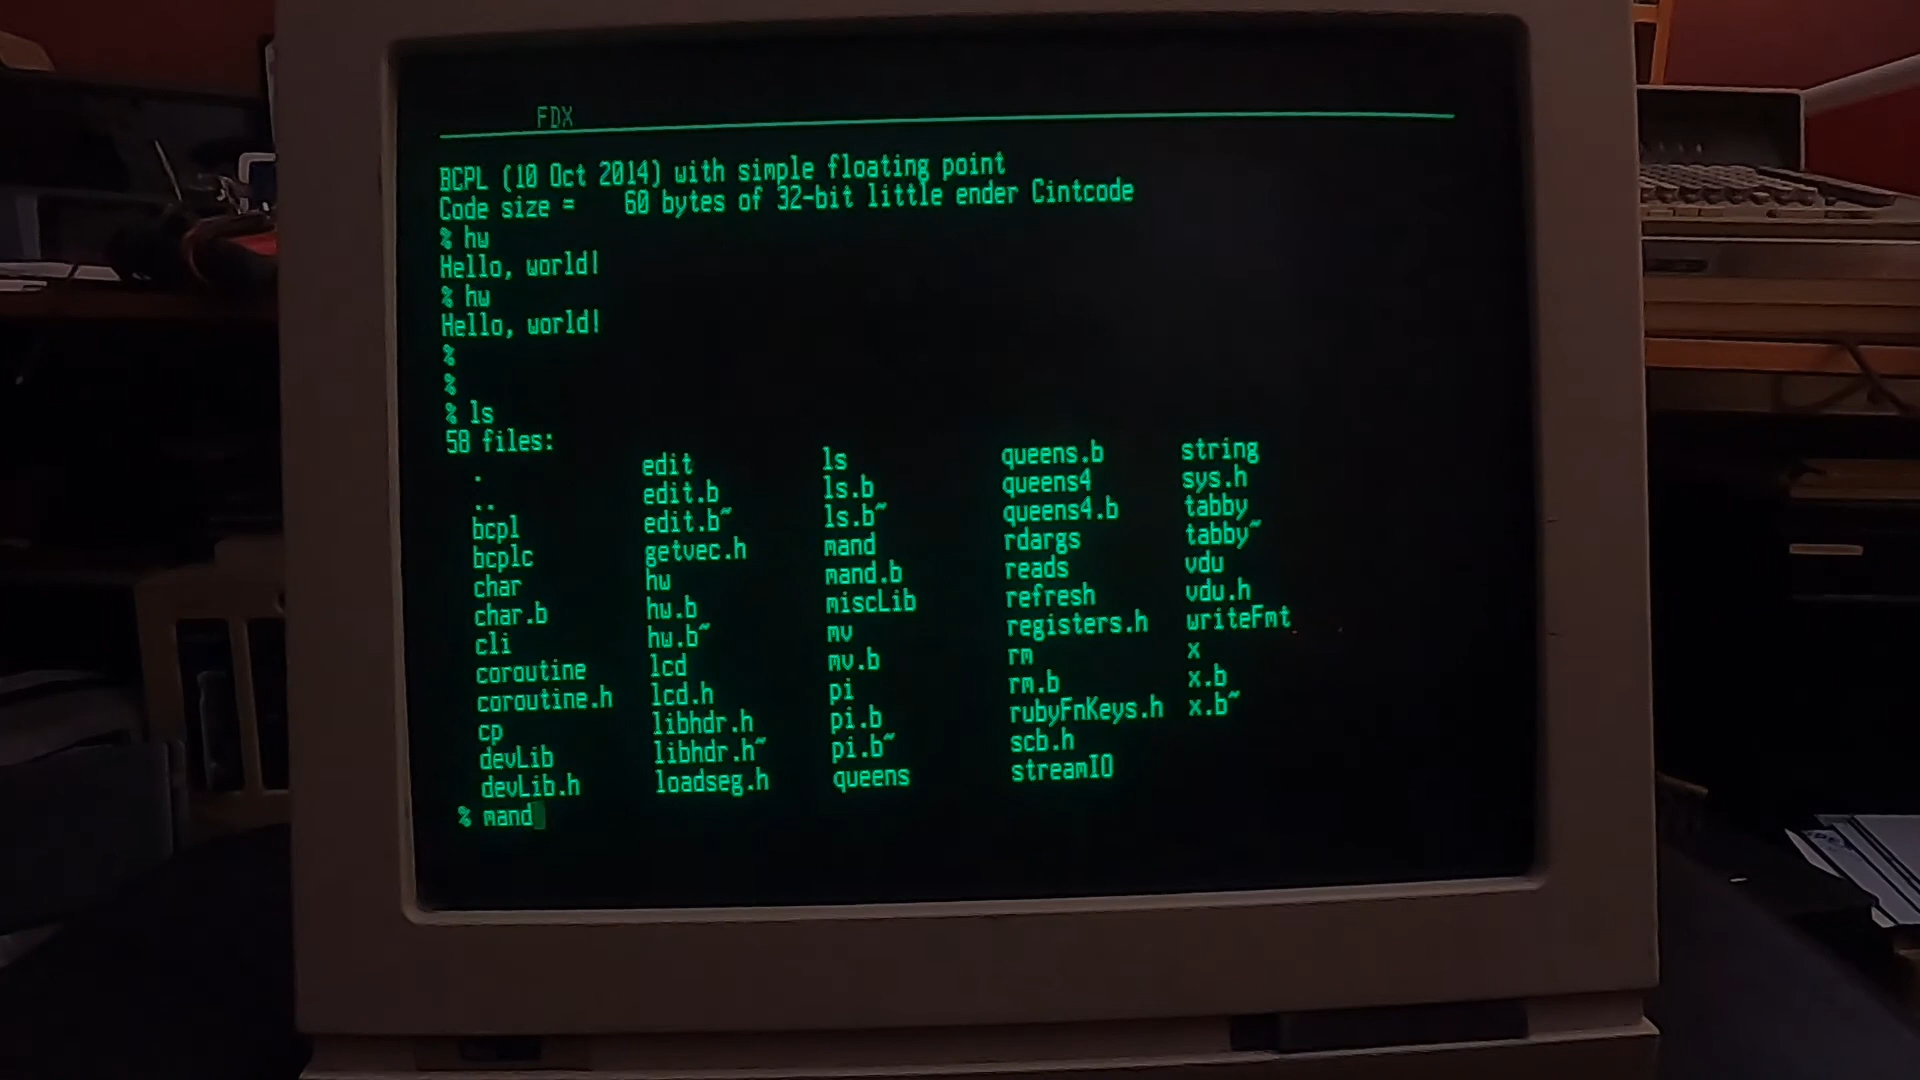 FDX
BCPL (10 Oct 2014) with simple floating point
Code size =    60 bytes of 32-bit little ender Cintcode
% hw
Hello, world!
% hw
Hello, world!
%
%
% ls
58 files:
. edit ls queens.b string
.. edit.b ls.b queens4 sys.h
bcpl edit.b~ ls.b~ queens4.b tabby
bcplc getvec.h mand rdargs tabby~
char hw mand.b reads vdu
char.b hw.b miscLib refresh vdu.h
cli hw.b~ mv registers.h writeFmt
coroutine lcd mv.b rm x
coroutine.h lcd.h pi rm.b x.b
cp libhdr.h pi.b rubyFnKeys.h x.b~
devLib libhdr.h~ pi.b~ scb.h
devLib.h loadseg.h queens streamIO
% mand